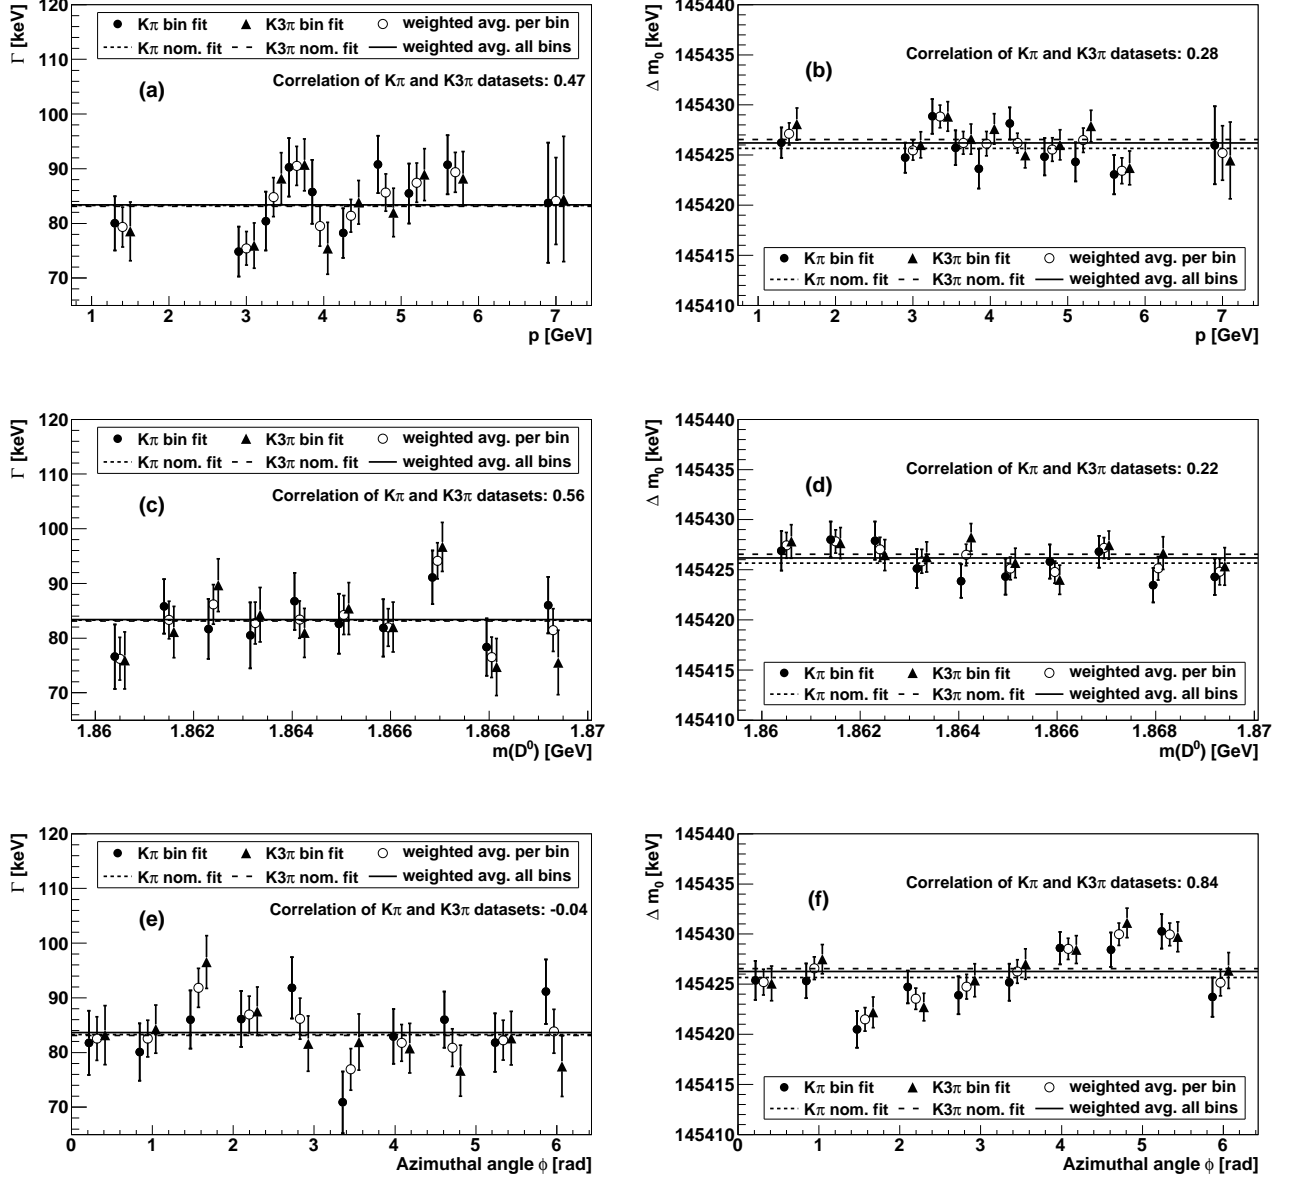 Γ [keV]
120
110
100
90
80
70
Kπ bin fit
K3π bin fit
weighted avg. per bin
Kπ nom. fit
K3π nom. fit
weighted avg. all bins
Correlation of Kπ and K3π datasets: 0.47
(a)
1 2 3 4 5 6 7
p [GeV]
Δ m0 [keV]
145440
145435
145430
145425
145420
145415
145410
Correlation of Kπ and K3π datasets: 0.28
(b)
Kπ bin fit
K3π bin fit
weighted avg. per bin
Kπ nom. fit
K3π nom. fit
weighted avg. all bins
1 2 3 4 5 6 7
p [GeV]
Γ [keV]
120
110
100
90
80
70
Kπ bin fit
K3π bin fit
weighted avg. per bin
Kπ nom. fit
K3π nom. fit
weighted avg. all bins
Correlation of Kπ and K3π datasets: 0.56
(c)
1.86 1.862 1.864 1.866 1.868 1.87
m(D⁰) [GeV]
Δ m0 [keV]
145440
145435
145430
145425
145420
145415
145410
Correlation of Kπ and K3π datasets: 0.22
(d)
Kπ bin fit
K3π bin fit
weighted avg. per bin
Kπ nom. fit
K3π nom. fit
weighted avg. all bins
1.86 1.862 1.864 1.866 1.868 1.87
m(D⁰) [GeV]
Γ [keV]
120
110
100
90
80
70
Kπ bin fit
K3π bin fit
weighted avg. per bin
Kπ nom. fit
K3π nom. fit
weighted avg. all bins
Correlation of Kπ and K3π datasets: -0.04
(e)
0 1 2 3 4 5 6
Azimuthal angle ϕ [rad]
Δ m0 [keV]
145440
145435
145430
145425
145420
145415
145410
Correlation of Kπ and K3π datasets: 0.84
(f)
Kπ bin fit
K3π bin fit
weighted avg. per bin
Kπ nom. fit
K3π nom. fit
weighted avg. all bins
0 1 2 3 4 5 6
Azimuthal angle ϕ [rad]